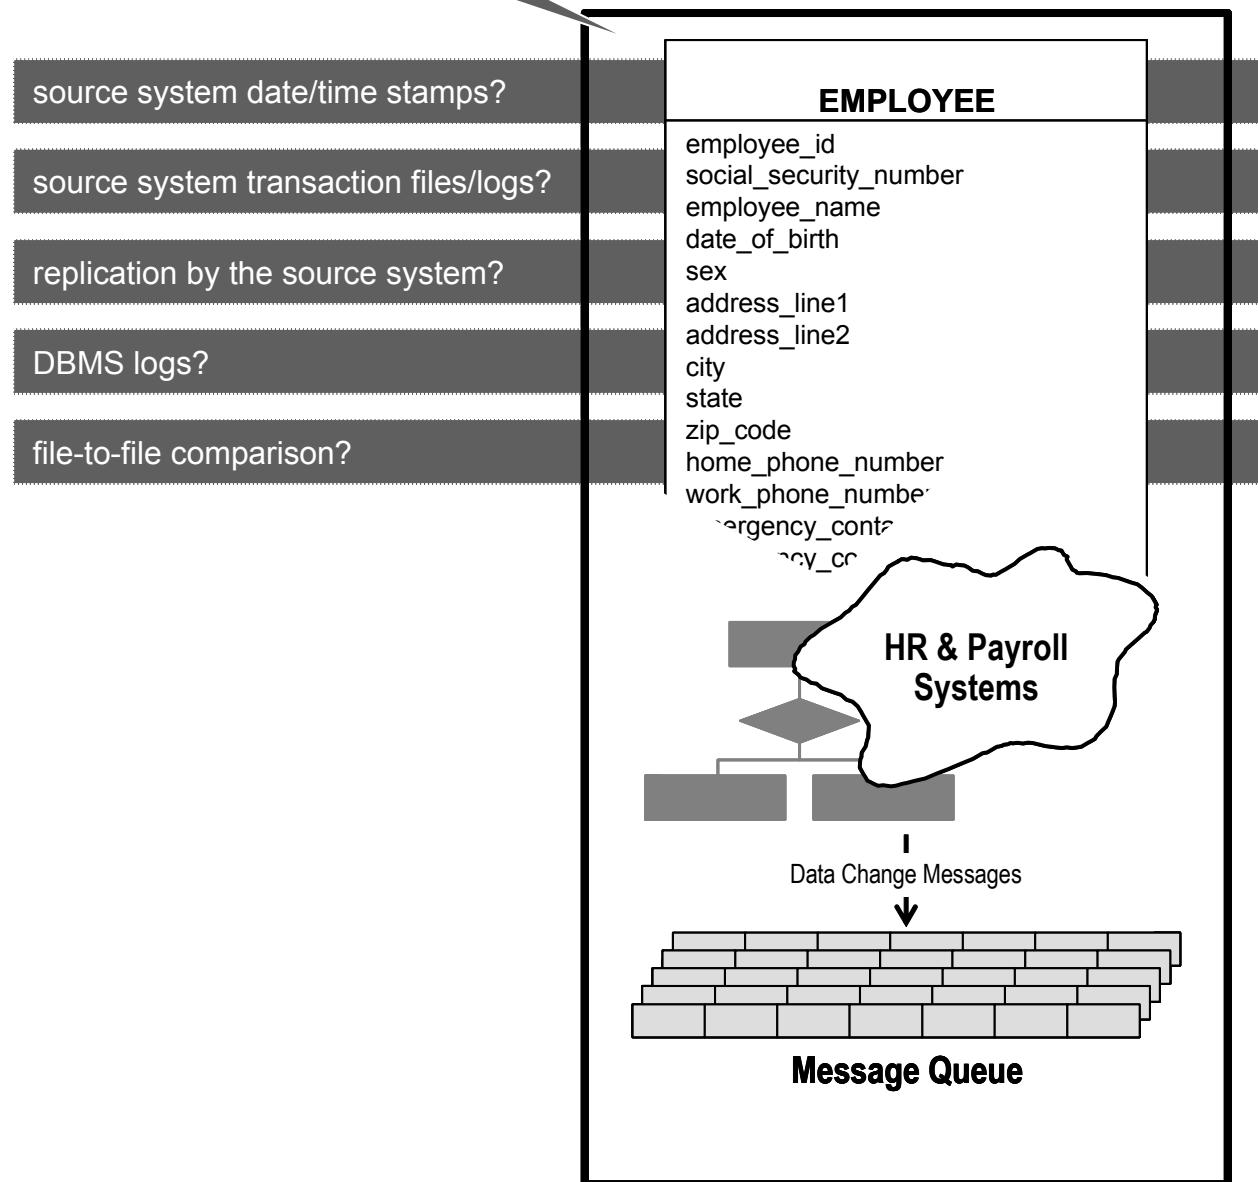 source system date/time stamps?
source system transaction files/logs?
replication by the source system?
DBMS logs?
file-to-file comparison?
EMPLOYEE
employee_id
social_security_number
employee_name
date_of_birth
sex
address_line1
address_line2
city
state
zip_code
home_phone_number
work_phone_number
HR & Payroll
Systems
Data Change Messages
Message Queue